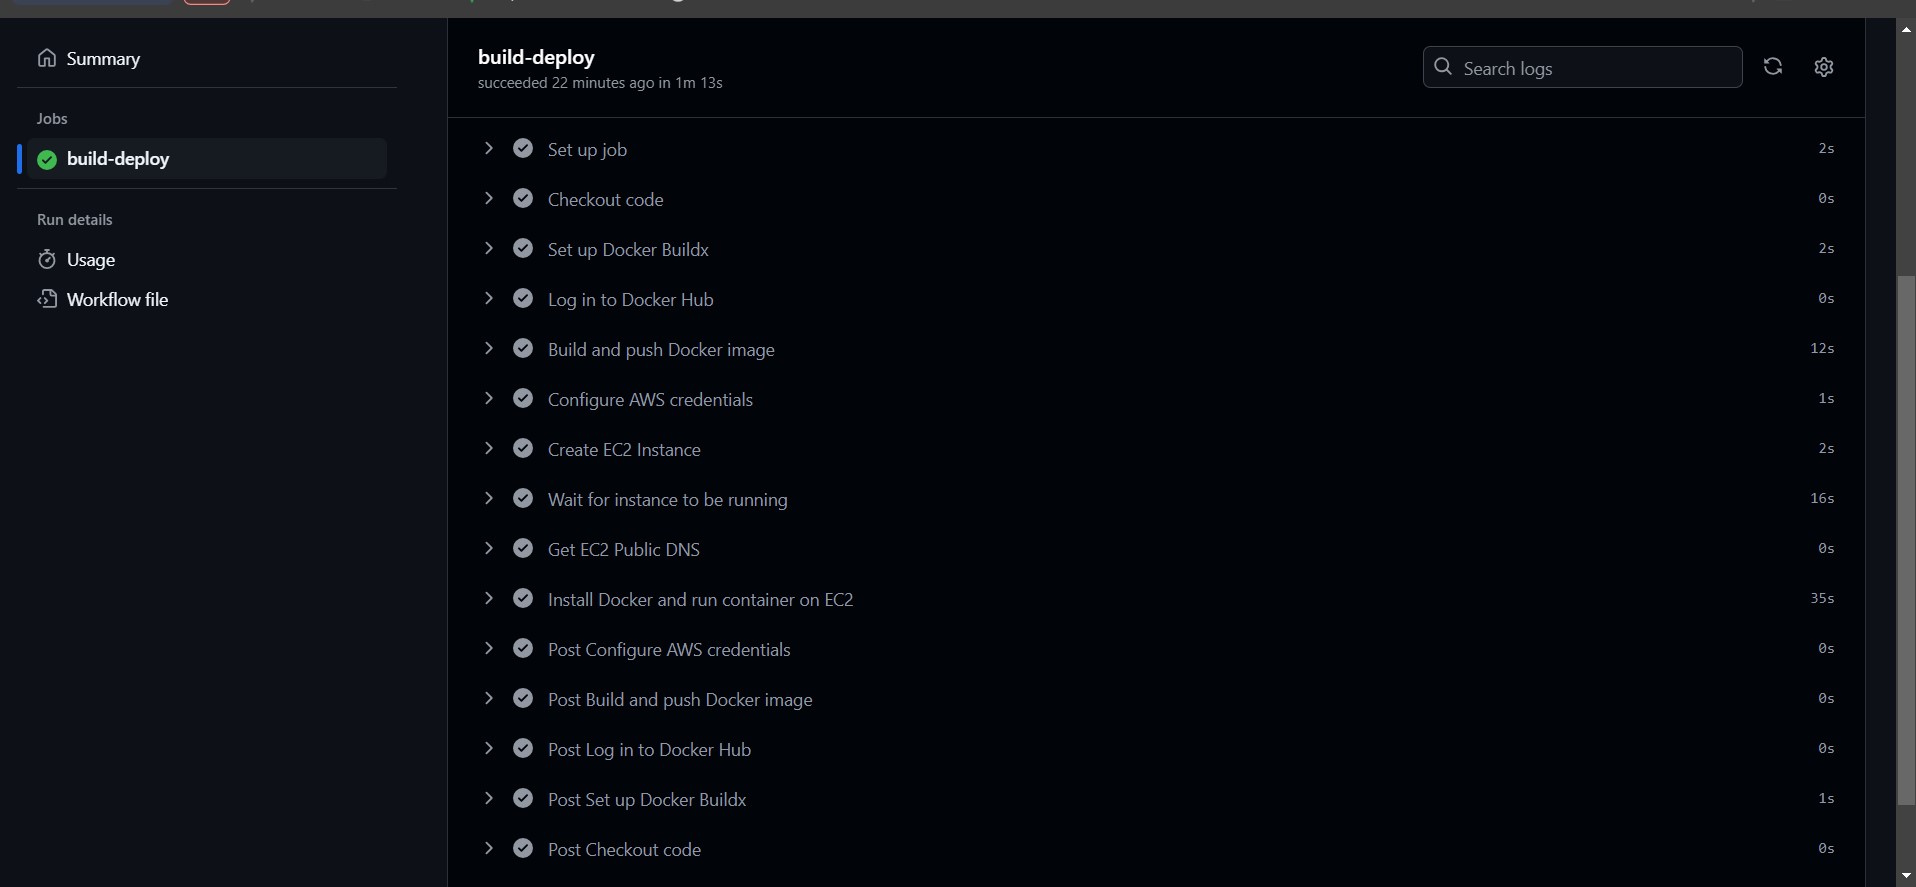 Summary
Jobs
build-deploy
Run details
Usage
Workflow file
build-deploy
succeeded 22 minutes ago in 1m 13s
Search logs
Set up job 2s
Checkout code 0s
Set up Docker Buildx 2s
Log in to Docker Hub 0s
Build and push Docker image 12s
Configure AWS credentials 1s
Create EC2 Instance 2s
Wait for instance to be running 16s
Get EC2 Public DNS 0s
Install Docker and run container on EC2 35s
Post Configure AWS credentials 0s
Post Build and push Docker image 0s
Post Log in to Docker Hub 0s
Post Set up Docker Buildx 1s
Post Checkout code 0s